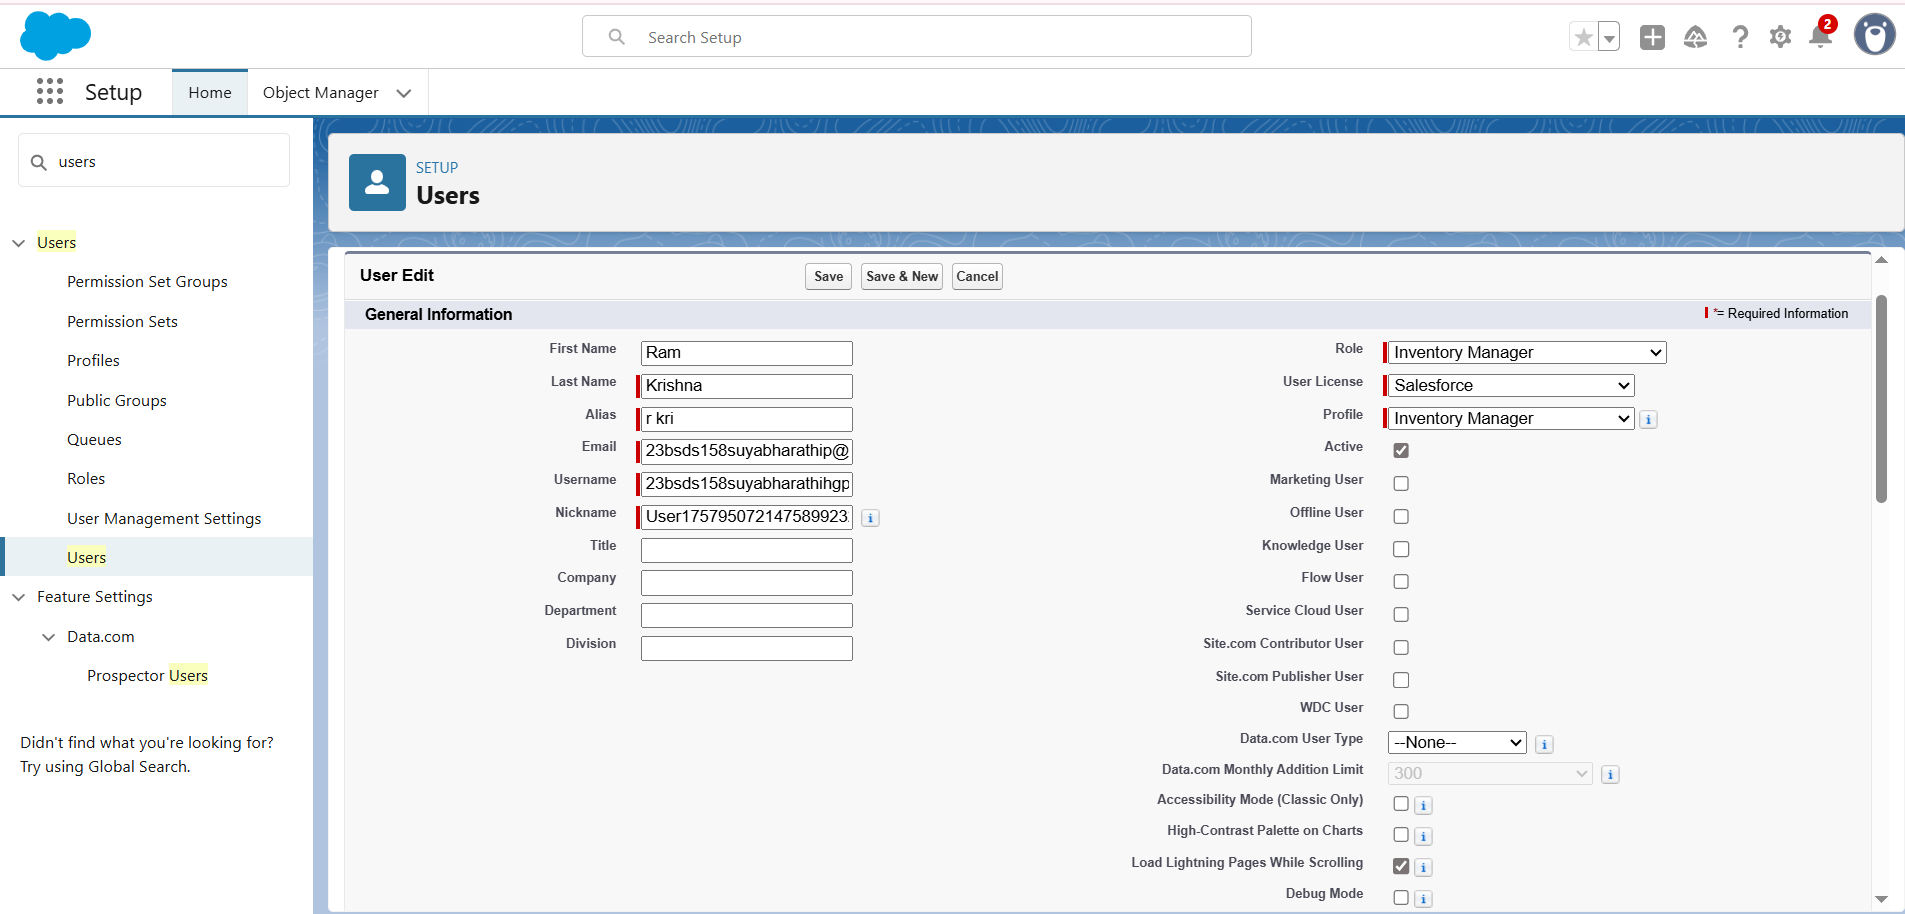 Search Setup
2
Setup
Home
Object Manager
users
Users
Permission Set Groups
Permission Sets
Profiles
Public Groups
Queues
Roles
User Management Settings
Users
Feature Settings
Data.com
Prospector Users
Didn't find what you're looking for?
Try using Global Search.
SETUP
Users
User Edit
Save
Save & New
Cancel
General Information
*= Required Information
First Name Ram
Last Name Krishna
Alias r kri
Email 23bsds158suyabharathip@
Username 23bsds158suyabharathihgp
Nickname User175795072147589923
Title
Company
Department
Division
Role Inventory Manager
User License Salesforce
Profile Inventory Manager
Active
Marketing User
Offline User
Knowledge User
Flow User
Service Cloud User
Site.com Contributor User
Site.com Publisher User
WDC User
Data.com User Type --None--
Data.com Monthly Addition Limit 300
Accessibility Mode (Classic Only)
High-Contrast Palette on Charts
Load Lightning Pages While Scrolling
Debug Mode